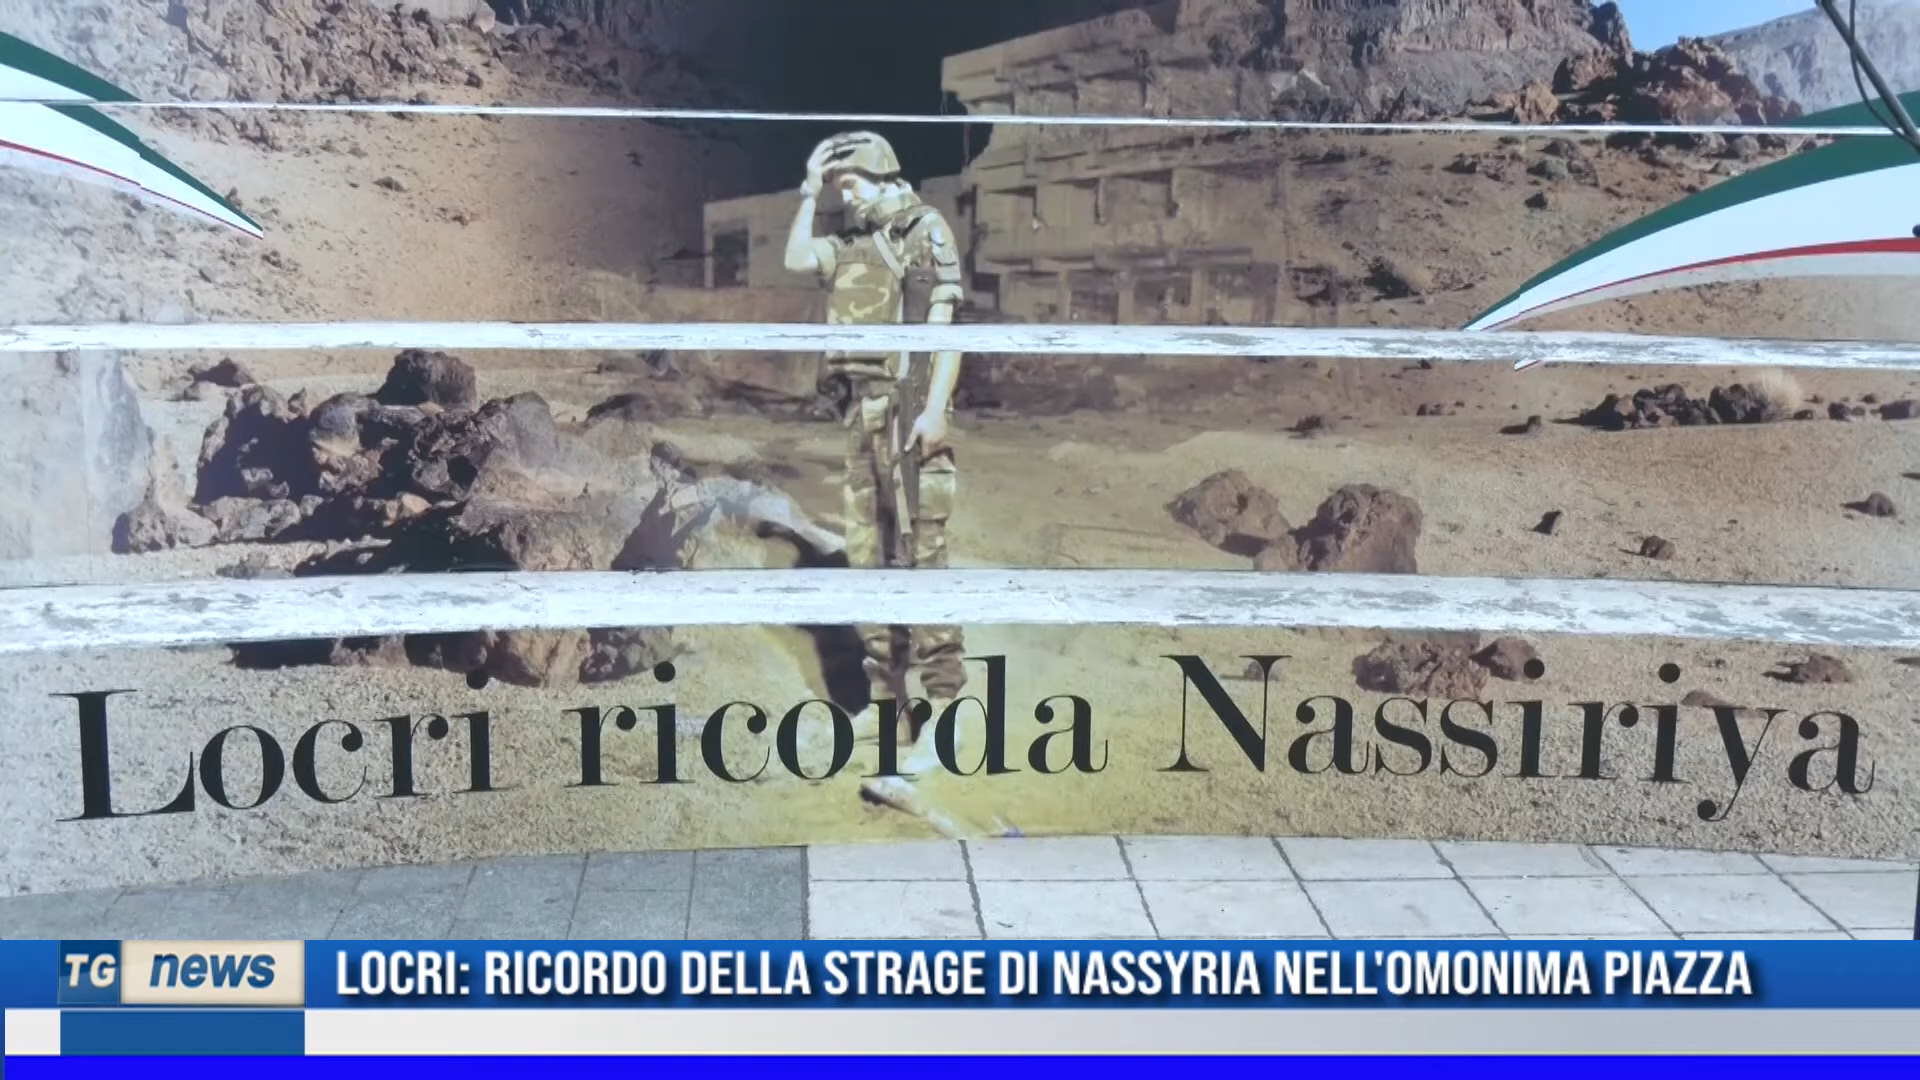 Locri ricorda Nassiriya
TG news
LOCRI: RICORDO DELLA STRAGE DI NASSYRIA NELL'OMONIMA PIAZZA